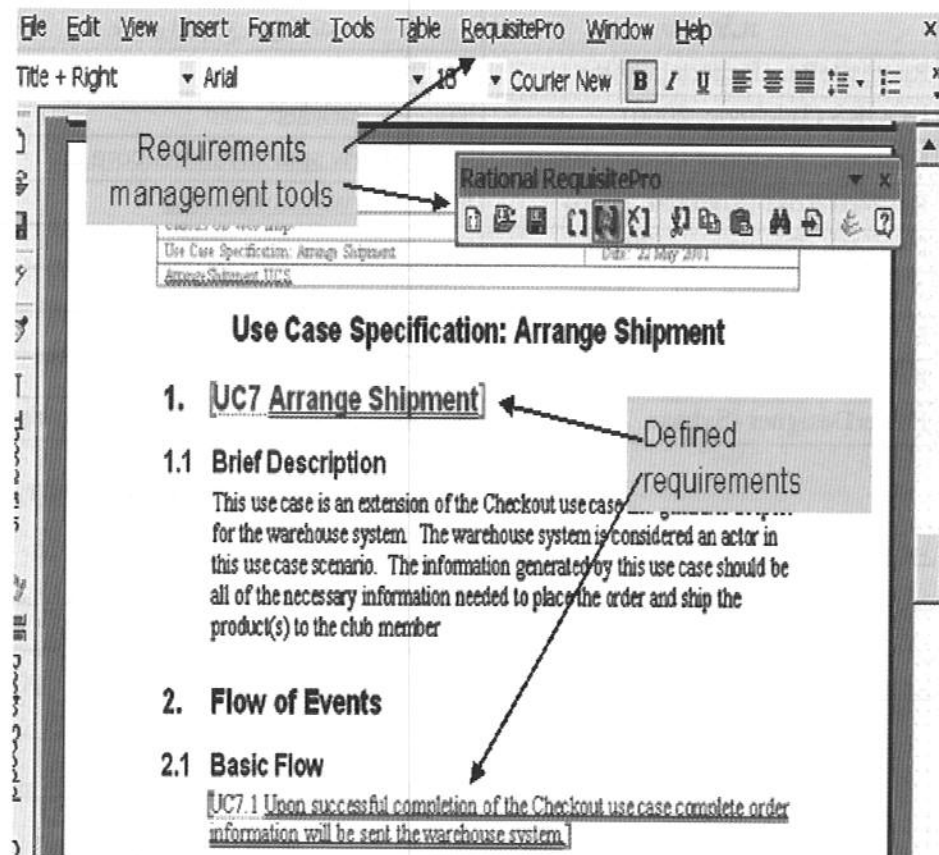 File Edit View Insert Format Tools Table RequisitePro Window Help
Title + Right Arial 18 Courier New B I U
Requirements
management tools
Rational RequisitePro
Use Case Specification: Arrange Shipment Date: 22 May 2001
ArrangeShipment.UCS
Use Case Specification: Arrange Shipment
1. [UC7 Arrange Shipment]
Defined
requirements
1.1 Brief Description
This use case is an extension of the Checkout use case
for the warehouse system. The warehouse system is considered an actor in
this use case scenario. The information generated by this use case should be
all of the necessary information needed to place the order and ship the
product(s) to the club member
2. Flow of Events
2.1 Basic Flow
[UC7.1 Upon successful completion of the Checkout use case complete order
information will be sent the warehouse system.]